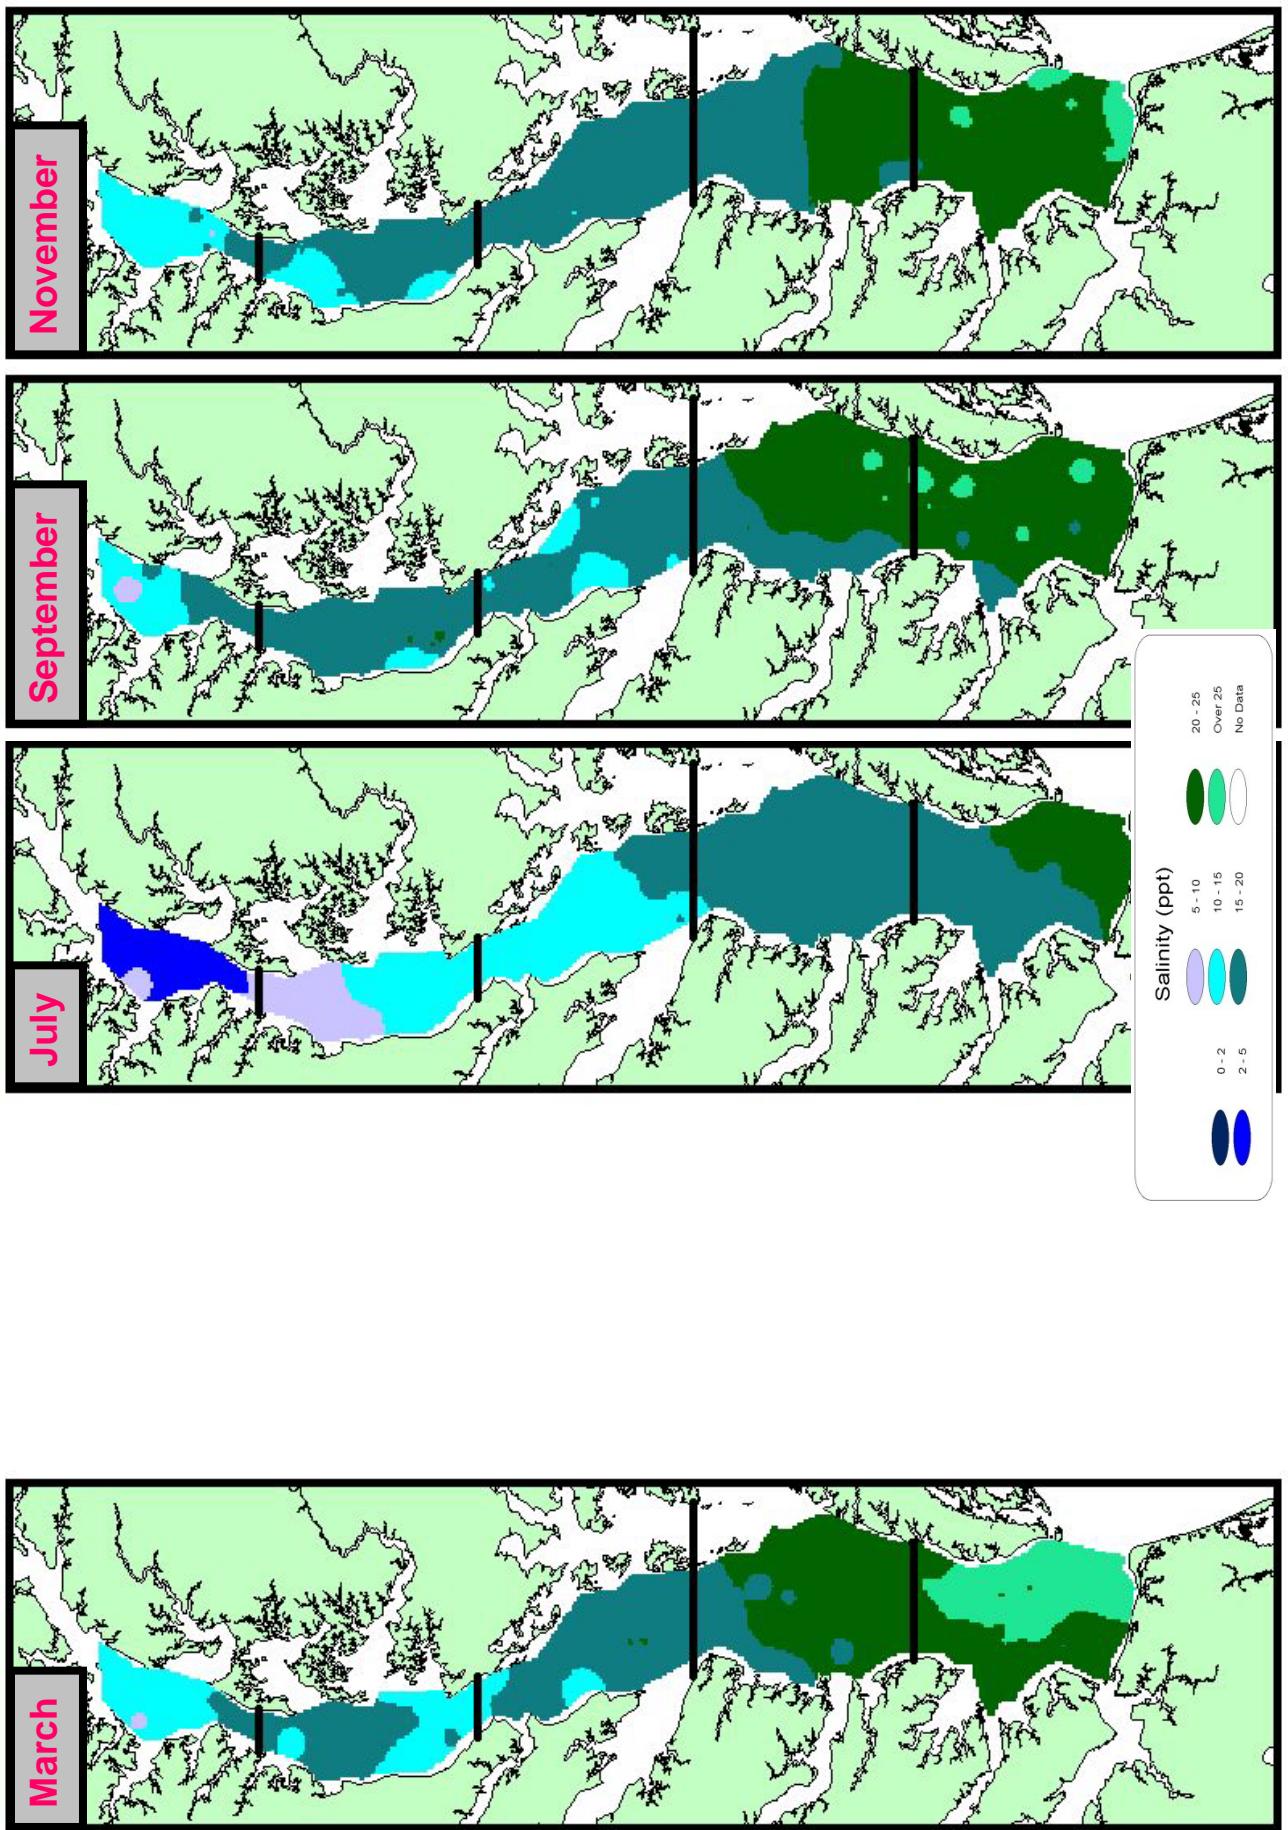 March
July
September
November
Salinity (ppt)
0 - 2
2 - 5
5 - 10
10 - 15
15 - 20
20 - 25
Over 25
No Data